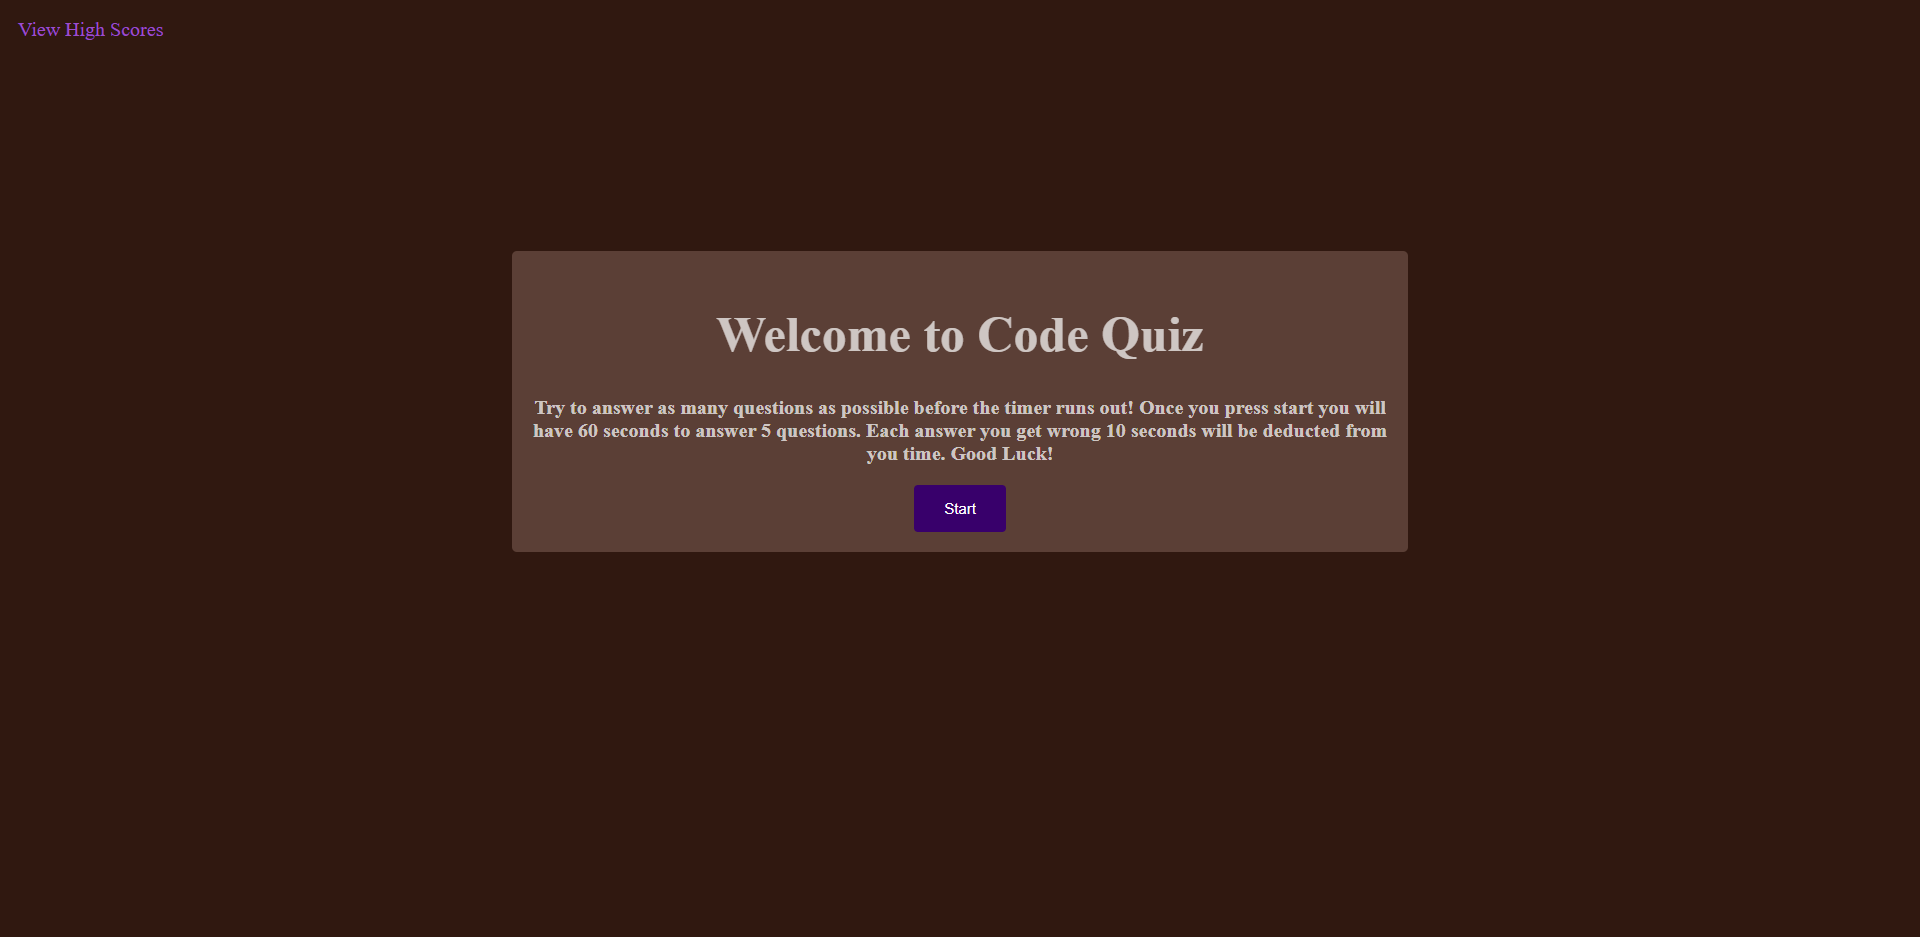 View High Scores
Welcome to Code Quiz
Try to answer as many questions as possible before the timer runs out! Once you press start you will
have 60 seconds to answer 5 questions. Each answer you get wrong 10 seconds will be deducted from
you time. Good Luck!
Start